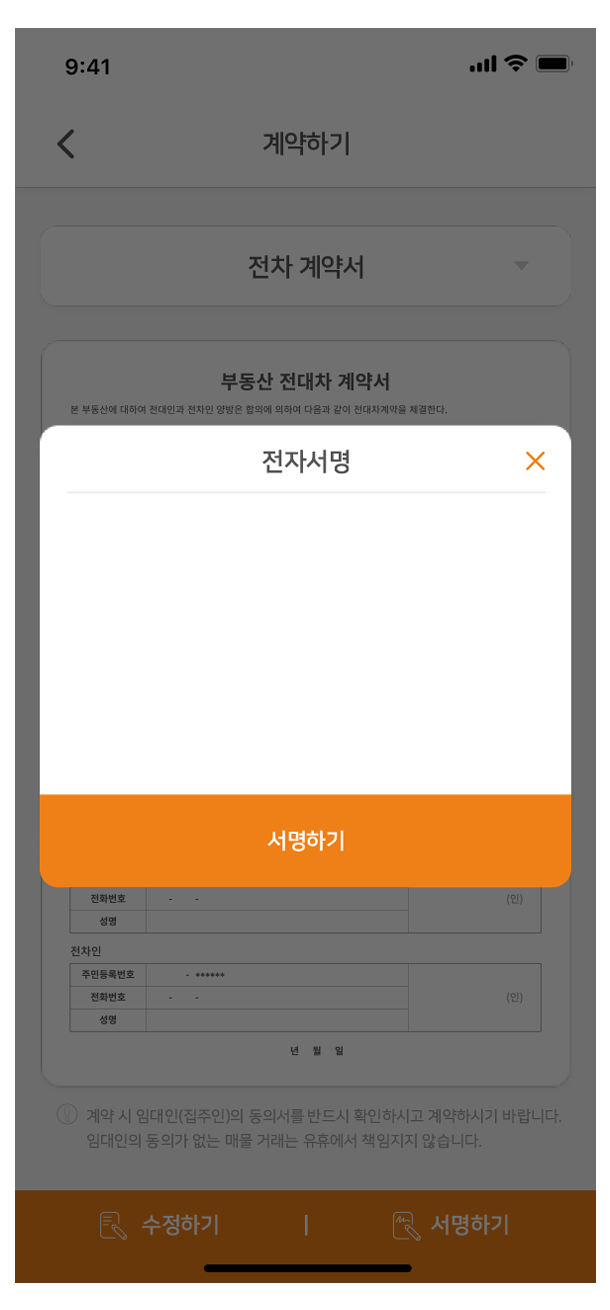 9:41
계약하기
전차 계약서
부동산 전대차 계약서
본 부동산에 대하여 전대인과 전차인 양방은 합의에 의하여 다음과 같이 전대차계약을 체결한다.
전자서명
서명하기
전화번호 - - (인)
성명
전차인
주민등록번호 - ******
전화번호 - - (인)
성명
년 월 일
계약 시 임대인(집주인)의 동의서를 반드시 확인하시고 계약하시기 바랍니다.
임대인의 동의가 없는 매물 거래는 유휴에서 책임지지 않습니다.
수정하기 | 서명하기